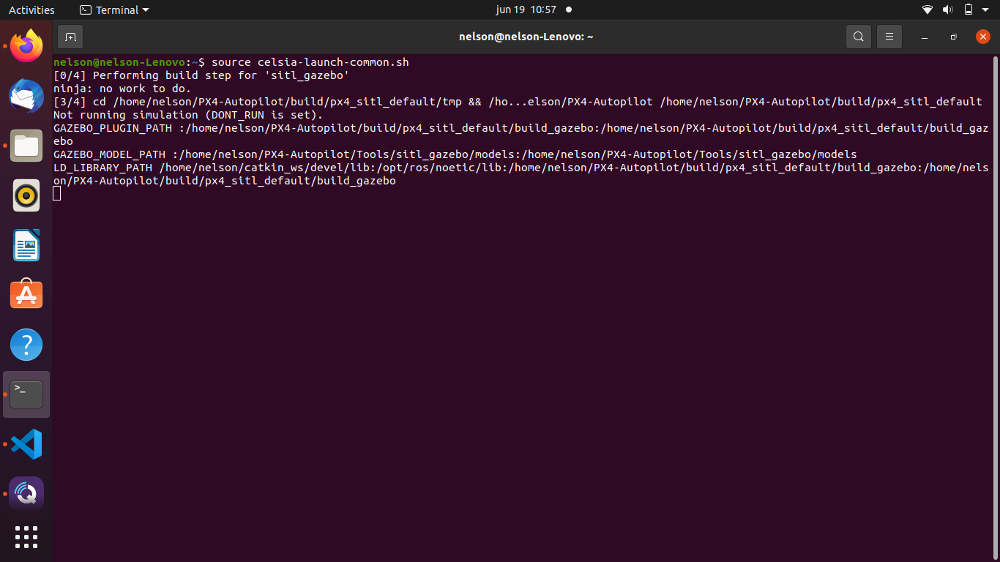 Activities
Terminal
jun 19 10:57
nelson@nelson-Lenovo: ~
nelson@nelson-Lenovo:~$ source celsia-launch-common.sh
[0/4] Performing build step for 'sitl_gazebo'
ninja: no work to do.
[3/4] cd /home/nelson/PX4-Autopilot/build/px4_sitl_default/tmp && /ho...elson/PX4-Autopilot /home/nelson/PX4-Autopilot/build/px4_sitl_default
Not running simulation (DONT_RUN is set).
GAZEBO_PLUGIN_PATH :/home/nelson/PX4-Autopilot/build/px4_sitl_default/build_gazebo:/home/nelson/PX4-Autopilot/build/px4_sitl_default/build_gaz
ebo
GAZEBO_MODEL_PATH :/home/nelson/PX4-Autopilot/Tools/sitl_gazebo/models:/home/nelson/PX4-Autopilot/Tools/sitl_gazebo/models
LD_LIBRARY_PATH /home/nelson/catkin_ws/devel/lib:/opt/ros/noetic/lib:/home/nelson/PX4-Autopilot/build/px4_sitl_default/build_gazebo:/home/nels
on/PX4-Autopilot/build/px4_sitl_default/build_gazebo